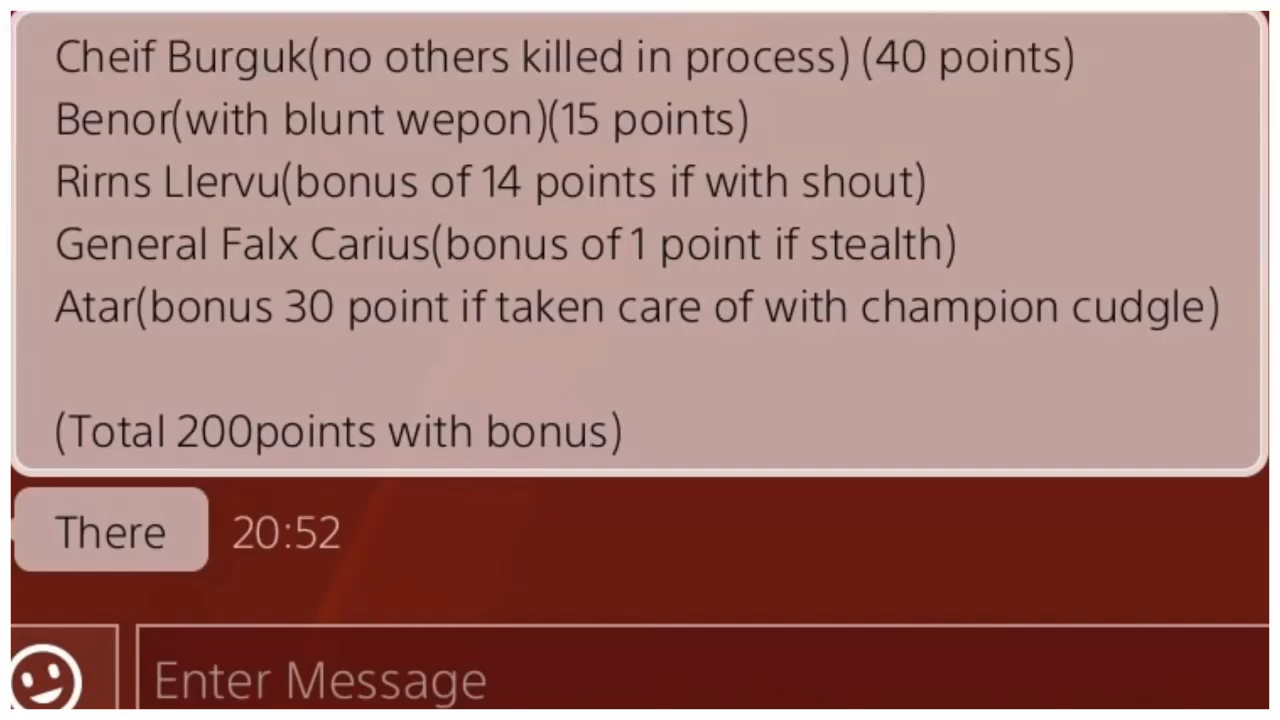 Cheif Burguk(no others killed in process) (40 points)
Benor(with blunt wepon)(15 points)
Rirns Llervu(bonus of 14 points if with shout)
General Falx Carius(bonus of 1 point if stealth)
Atar(bonus 30 point if taken care of with champion cudgle)
(Total 200points with bonus)
There 20:52
Enter Message